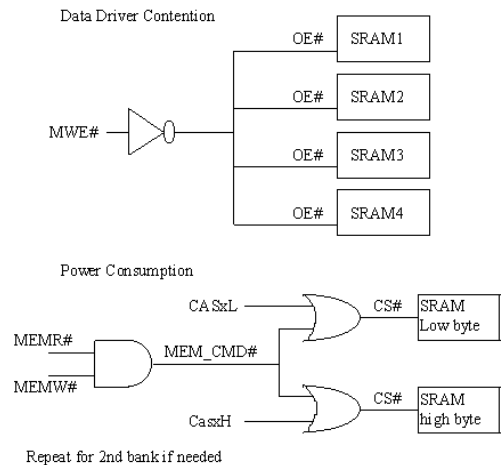 Data Driver Contention
OE# SRAM1
OE# SRAM2
MWE#
OE# SRAM3
OE# SRAM4
Power Consumption
CASxL CS# SRAM
Low byte
MEMR# MEM_CMD#
MEMW#
CasxH CS# SRAM
high byte
Repeat for 2nd bank if needed